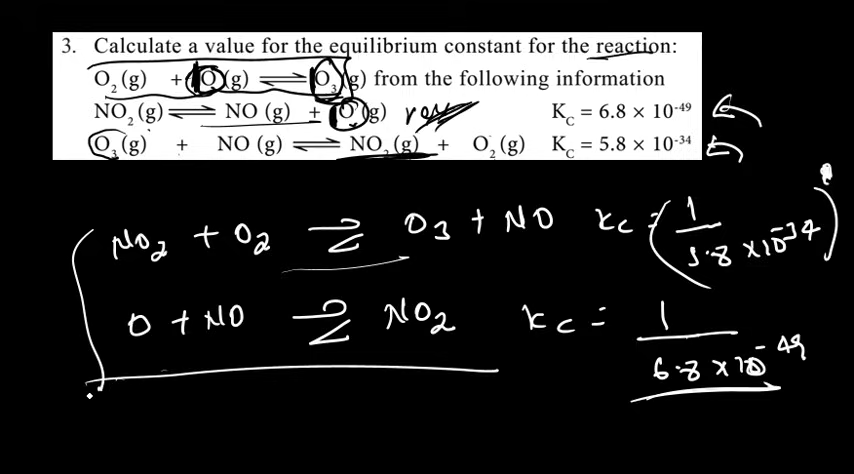 3. Calculate a value for the equilibrium constant for the reaction:
O₂ (g) + O (g) ⇌ O₃ (g) from the following information
NO₂ (g) ⇌ NO (g) + O (g) K꜀ = 6.8 × 10⁻⁴⁹
O₃ (g) + NO (g) ⇌ NO₂ (g) + O₂ (g) K꜀ = 5.8 × 10⁻³⁴
NO₂ + O₂ ⇌ O₃ + NO Kc = (1 / 5.8 × 10⁻³⁴)
O + NO ⇌ NO₂ Kc = 1 / 6.8 × 10⁻⁴⁹